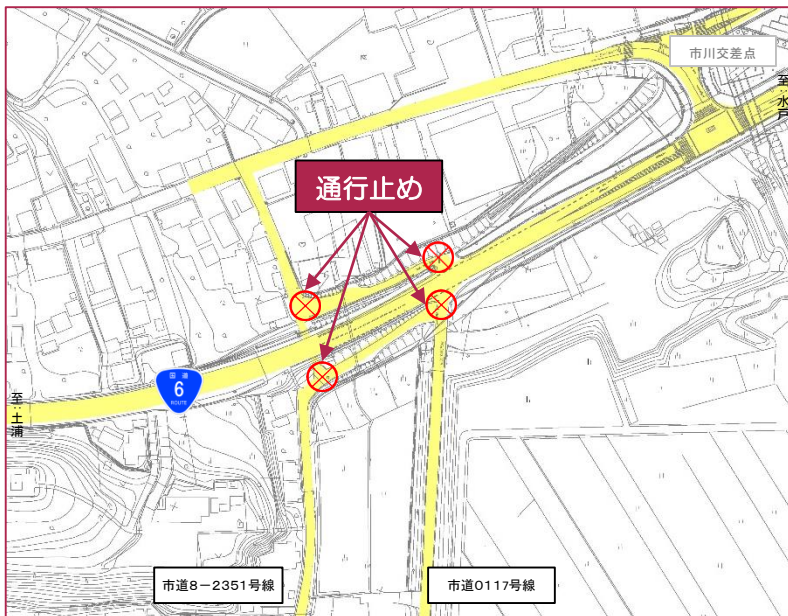 市川交差点
至:水戸
通行止め
国道
6
ROUTE
至:土浦
市道8－2351号線
市道0117号線